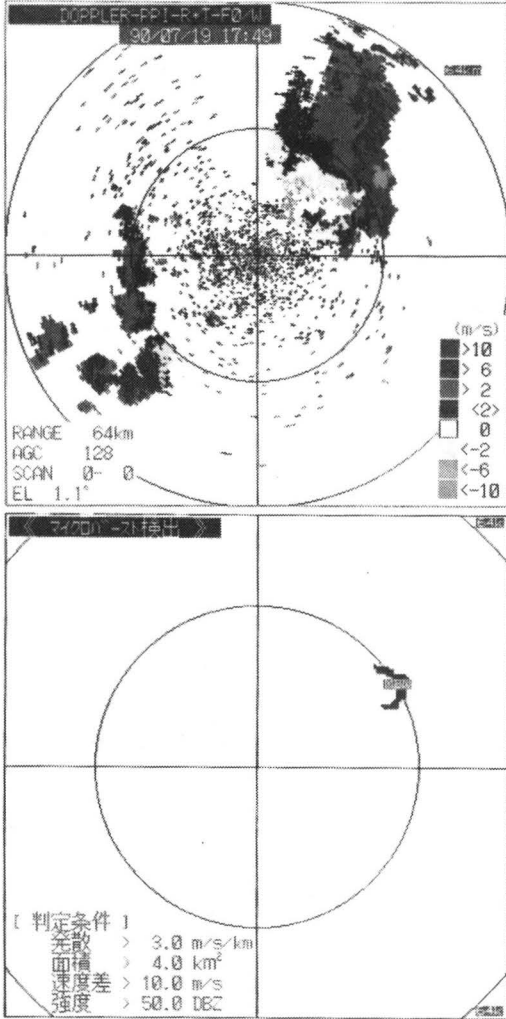 DOPPLER-PPI-R+T-F0/W
90/07/19 17:49
64km
(m/s)
>10
> 6
> 2
<2>
0
<-2
<-6
<-10
RANGE 64km
AGC 128
SCAN 0- 0
EL 1.1°
《 マイクロバースト検出 》
[ 判定条件 ]
発散 > 3.0 m/s/km
面積 > 4.0 km²
速度差 > 10.0 m/s
強度 > 50.0 DBZ